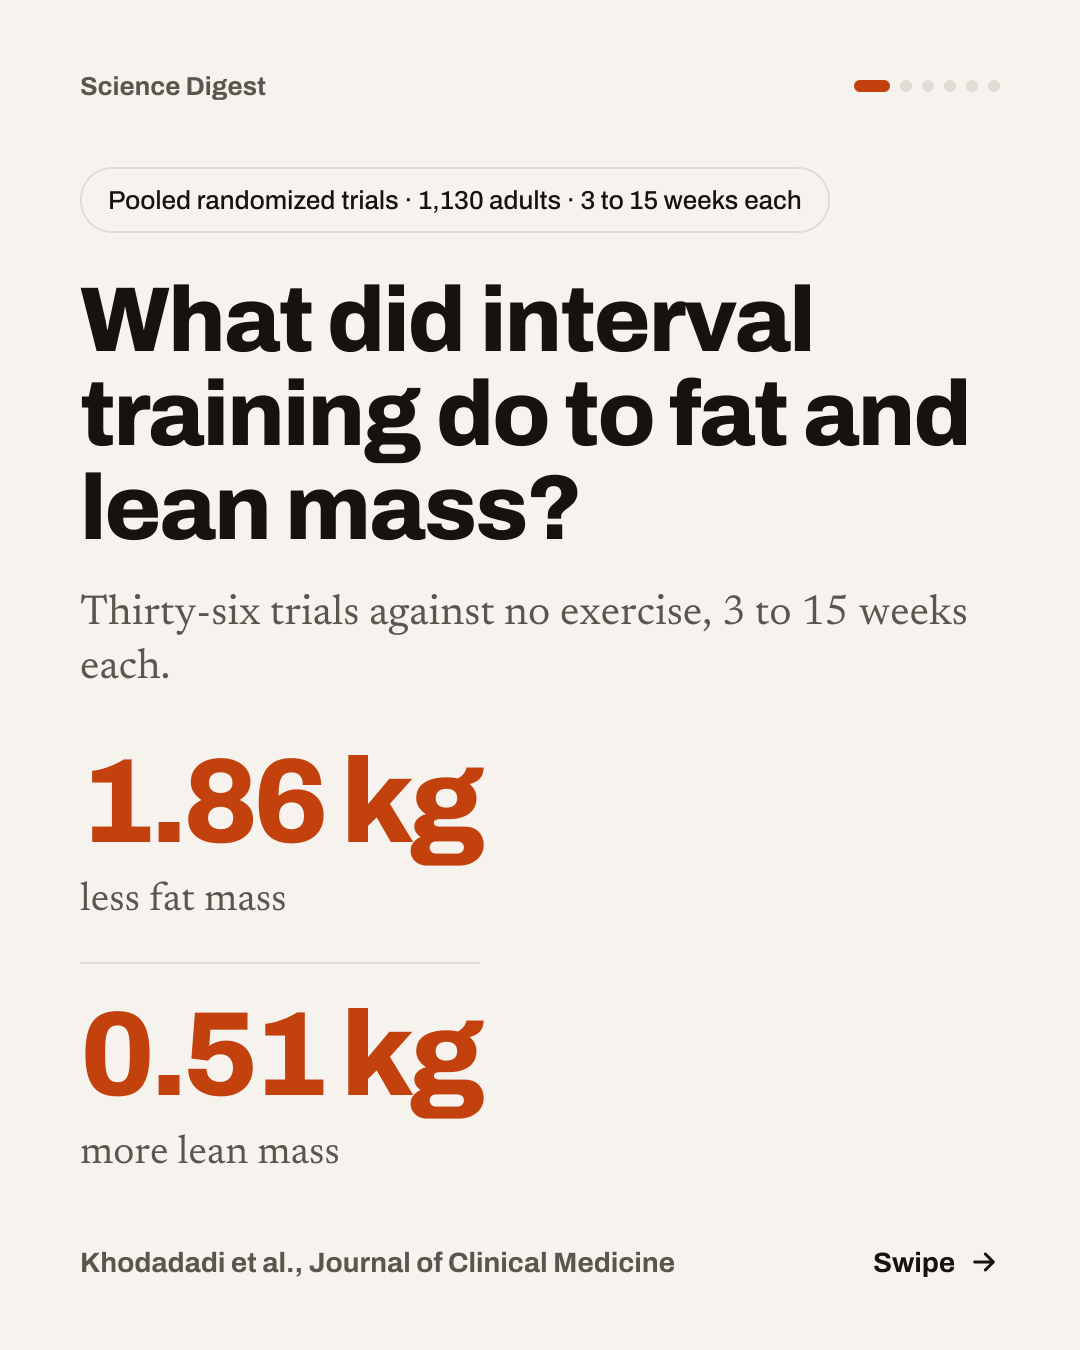 Science Digest
Pooled randomized trials · 1,130 adults · 3 to 15 weeks each
What did interval
training do to fat and
lean mass?
Thirty-six trials against no exercise, 3 to 15 weeks
each.
1.86 kg
less fat mass
0.51 kg
more lean mass
Khodadadi et al., Journal of Clinical Medicine
Swipe →